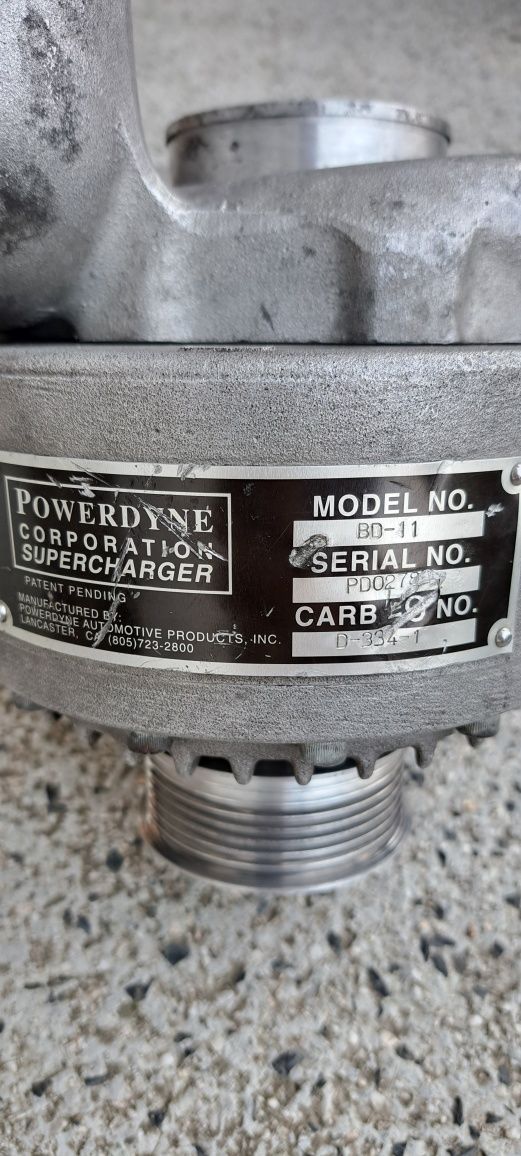 POWERDYNE
CORPORATION
SUPERCHARGER
PATENT PENDING
MANUFACTURED BY:
POWERDYNE AUTOMOTIVE PRODUCTS, INC.
LANCASTER, CA (805)723-2800
MODEL NO.
BD-11
SERIAL NO.
CARB NO.
D-334-1